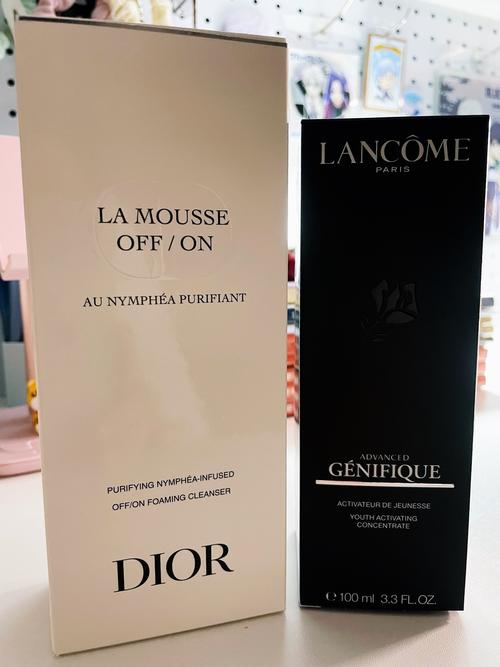 LA MOUSSE
OFF / ON
AU NYMPHÉA PURIFIANT
PURIFYING NYMPHÉA-INFUSED
OFF/ON FOAMING CLEANSER
DIOR
LANCÔME
PARIS
ADVANCED
GÉNIFIQUE
ACTIVATEUR DE JEUNESSE
YOUTH ACTIVATING
CONCENTRATE
℮ 100 ml 3.3 FL.OZ.